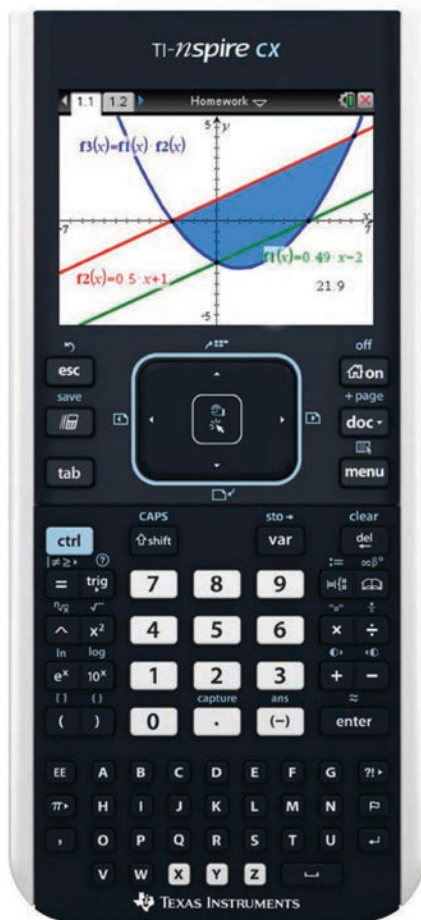 TI-nspire CX
1.1 1.2 Homework
5 y
f3(x)=f1(x)·f2(x)
-7 x 7
f1(x)=0.49·x−2
f2(x)=0.5·x+1
21.9
-5
off
esc on
save +page
doc
tab menu
CAPS sto→ clear
ctrl ⇧shift var del
|≠≥▸ ? := ∞β°
= trig 7 8 9 |□|{
ⁿ√x √ "□" ÷
^ x² 4 5 6 × ÷
ln log
eˣ 10ˣ 1 2 3 + −
[ ] { } capture ans ≈
( ) 0 . (−) enter
EE A B C D E F G ?!▸
π▸ H I J K L M N
, O P Q R S T U ↵
V W X Y Z
TEXAS INSTRUMENTS